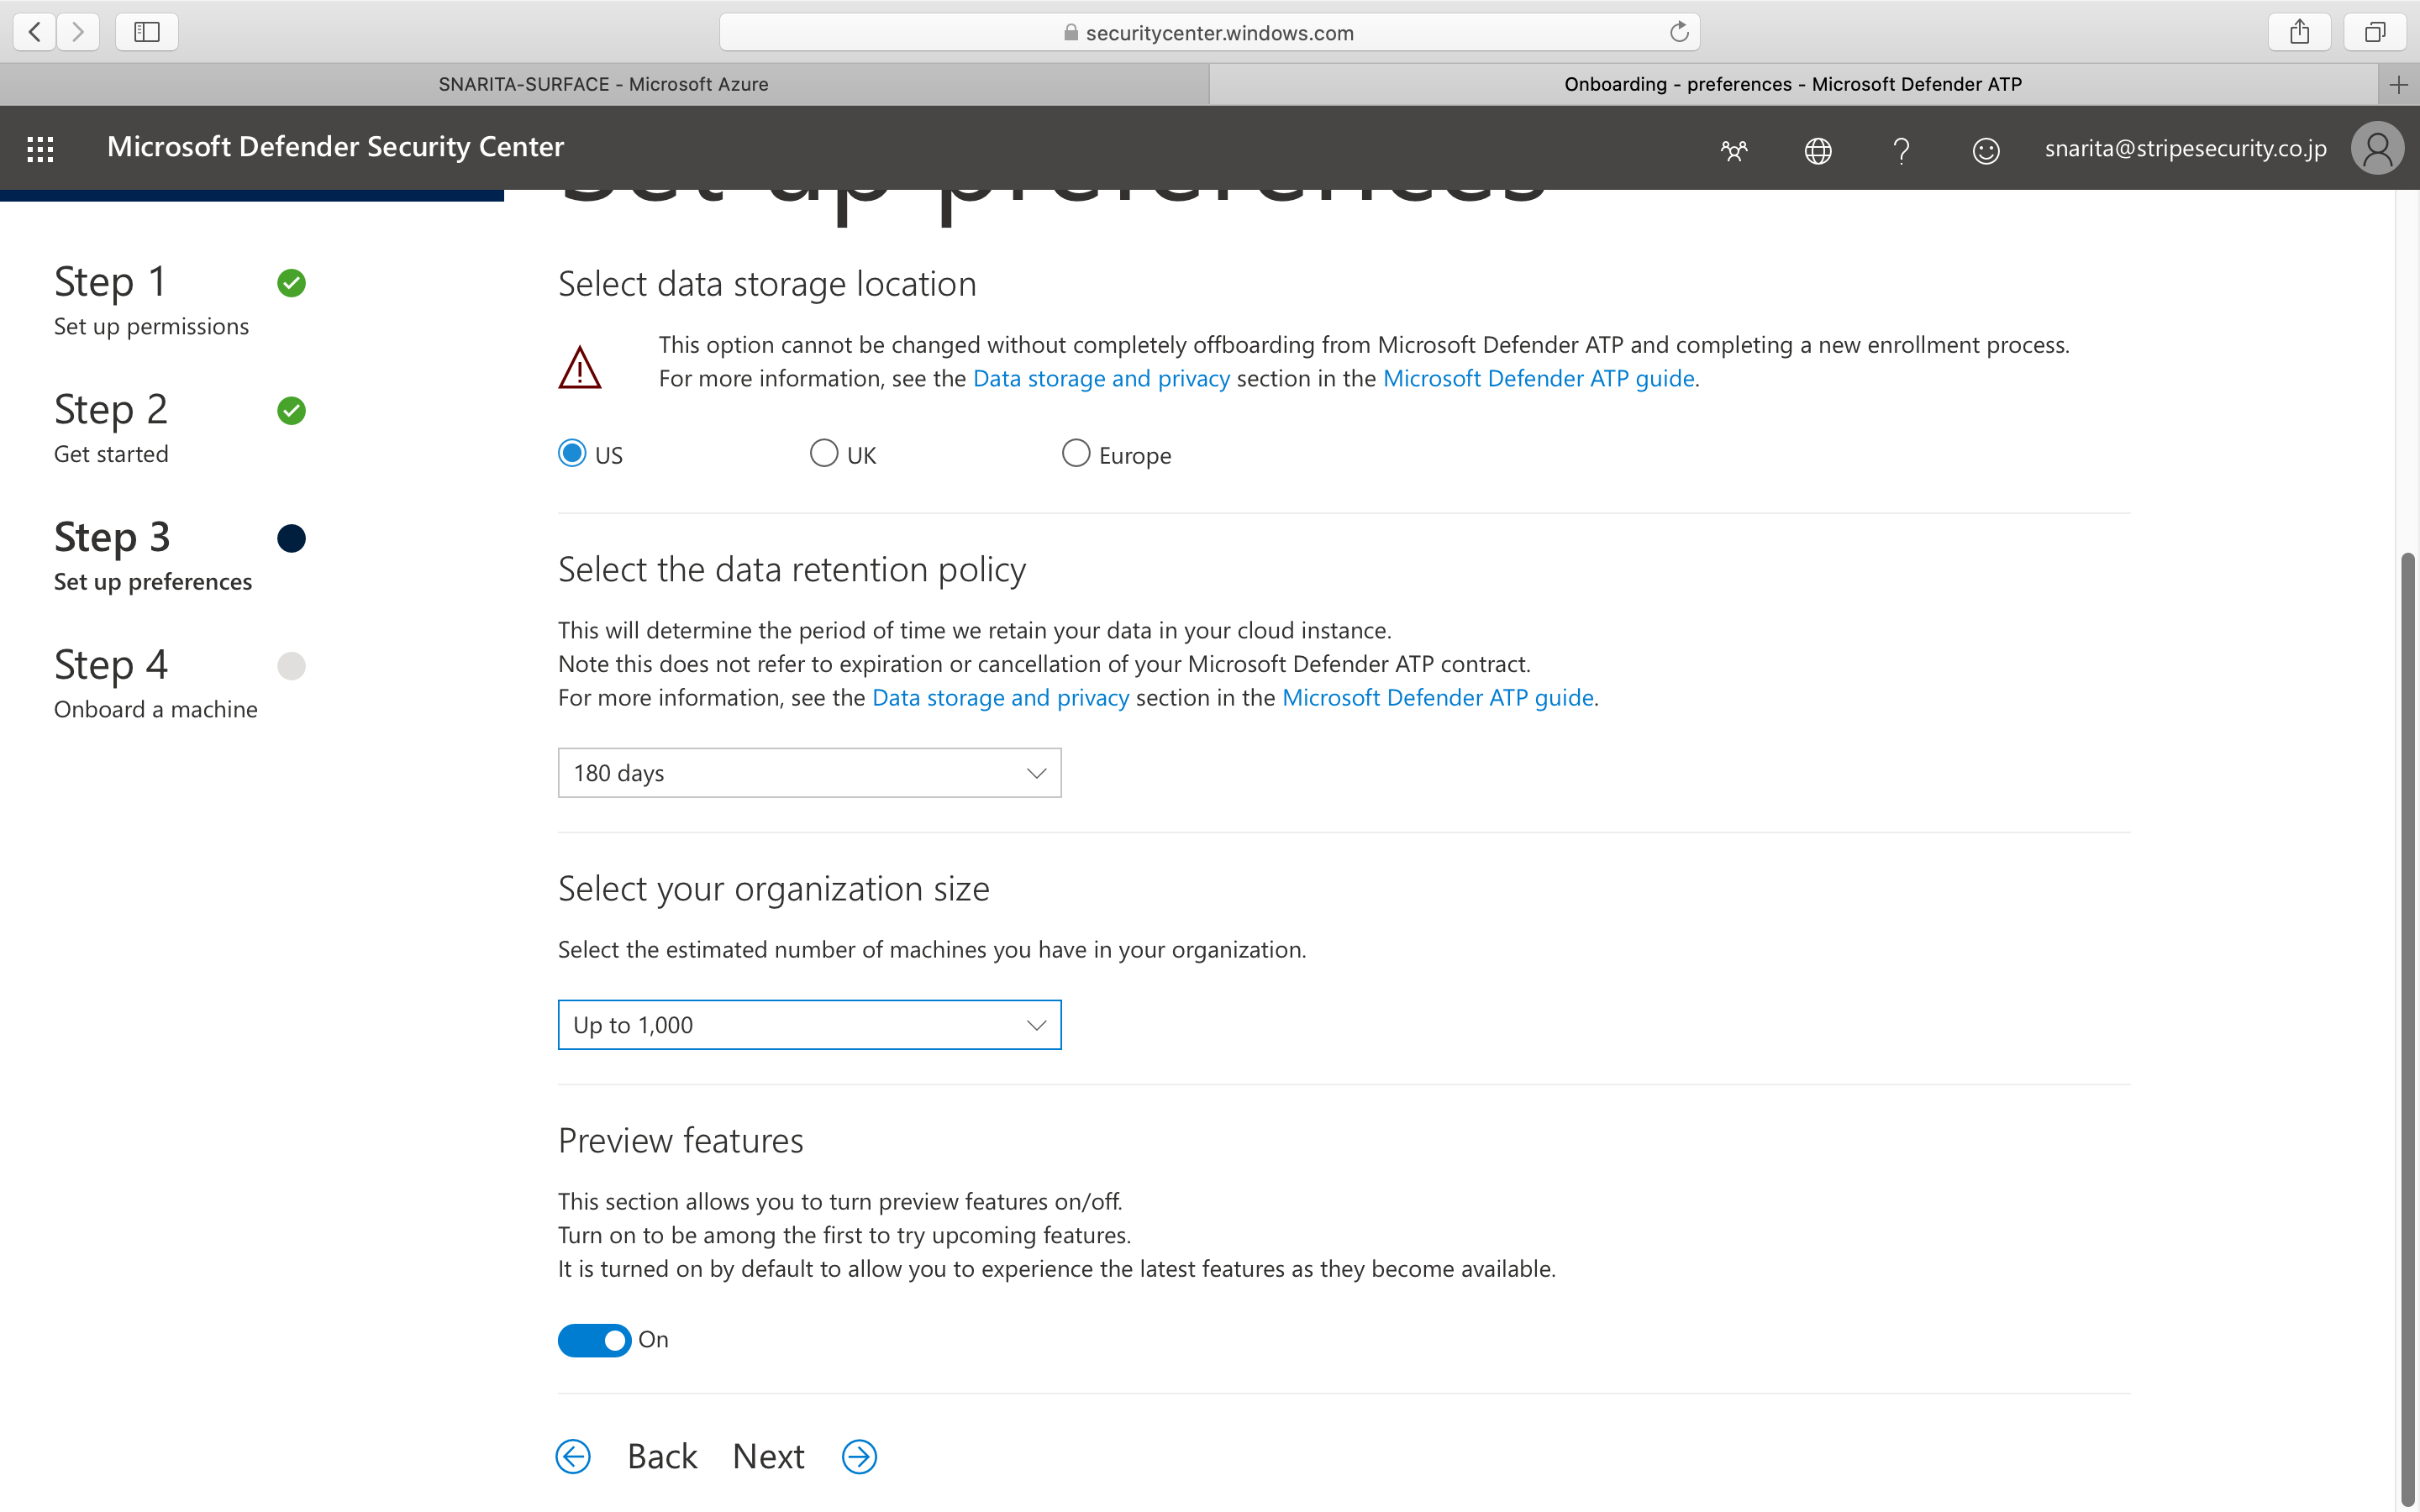 securitycenter.windows.com
SNARITA-SURFACE - Microsoft Azure
Onboarding - preferences - Microsoft Defender ATP
Microsoft Defender Security Center
snarita@stripesecurity.co.jp
Set up preferences
Step 1
Set up permissions
Step 2
Get started
Step 3
Set up preferences
Step 4
Onboard a machine
Select data storage location
This option cannot be changed without completely offboarding from Microsoft Defender ATP and completing a new enrollment process.
For more information, see the Data storage and privacy section in the Microsoft Defender ATP guide.
US
UK
Europe
Select the data retention policy
This will determine the period of time we retain your data in your cloud instance.
Note this does not refer to expiration or cancellation of your Microsoft Defender ATP contract.
For more information, see the Data storage and privacy section in the Microsoft Defender ATP guide.
180 days
Select your organization size
Select the estimated number of machines you have in your organization.
Up to 1,000
Preview features
This section allows you to turn preview features on/off.
Turn on to be among the first to try upcoming features.
It is turned on by default to allow you to experience the latest features as they become available.
On
Back
Next